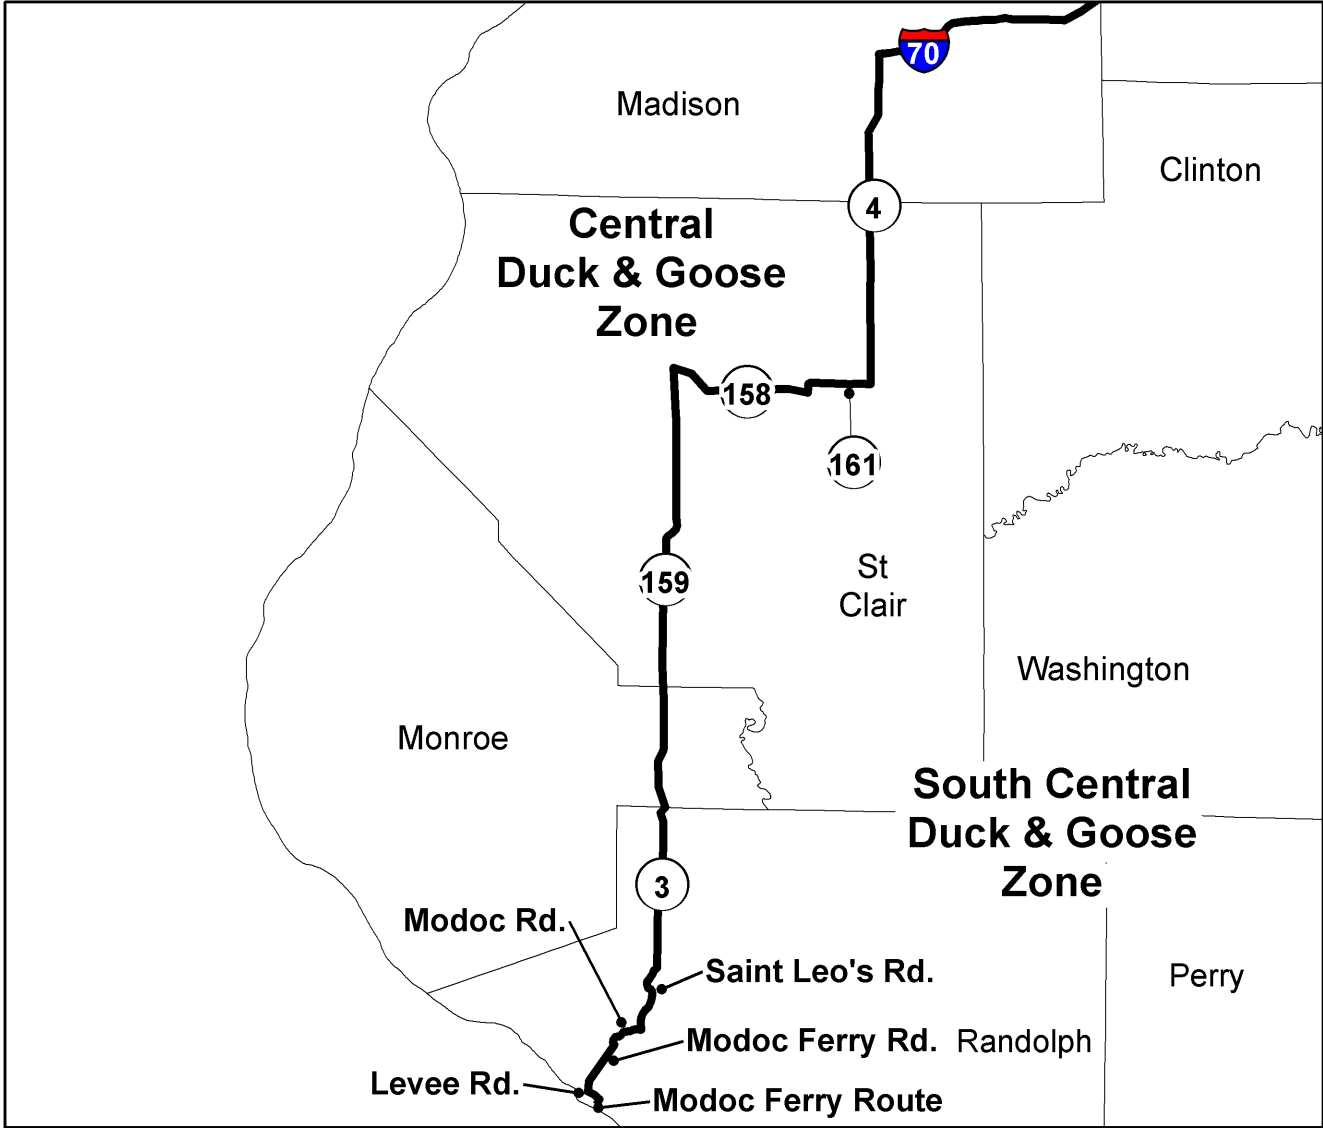 70
Madison
Clinton
4
Central
Duck & Goose
Zone
158
161
159
St
Clair
Washington
Monroe
South Central
Duck & Goose
Zone
3
Modoc Rd.
Saint Leo's Rd.
Perry
Modoc Ferry Rd.
Randolph
Levee Rd.
Modoc Ferry Route